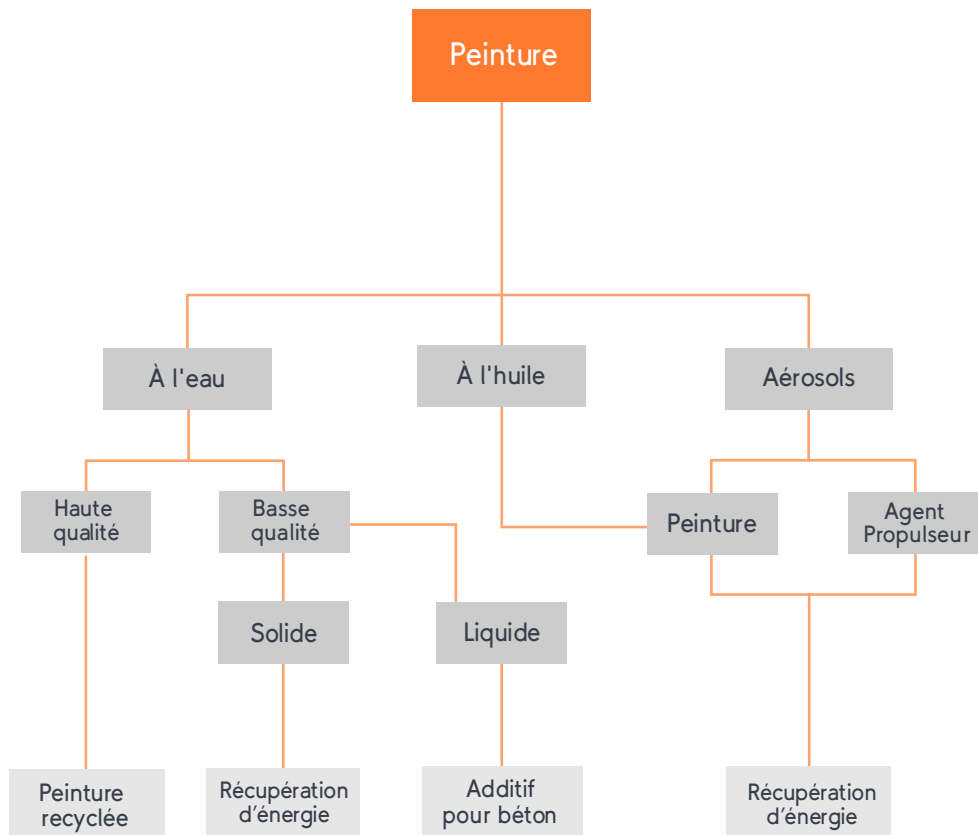 Peinture
À l'eau
À l'huile
Aérosols
Haute
qualité
Basse
qualité
Peinture
Agent
Propulseur
Solide
Liquide
Peinture
recyclée
Récupération
d’énergie
Additif
pour béton
Récupération
d’énergie